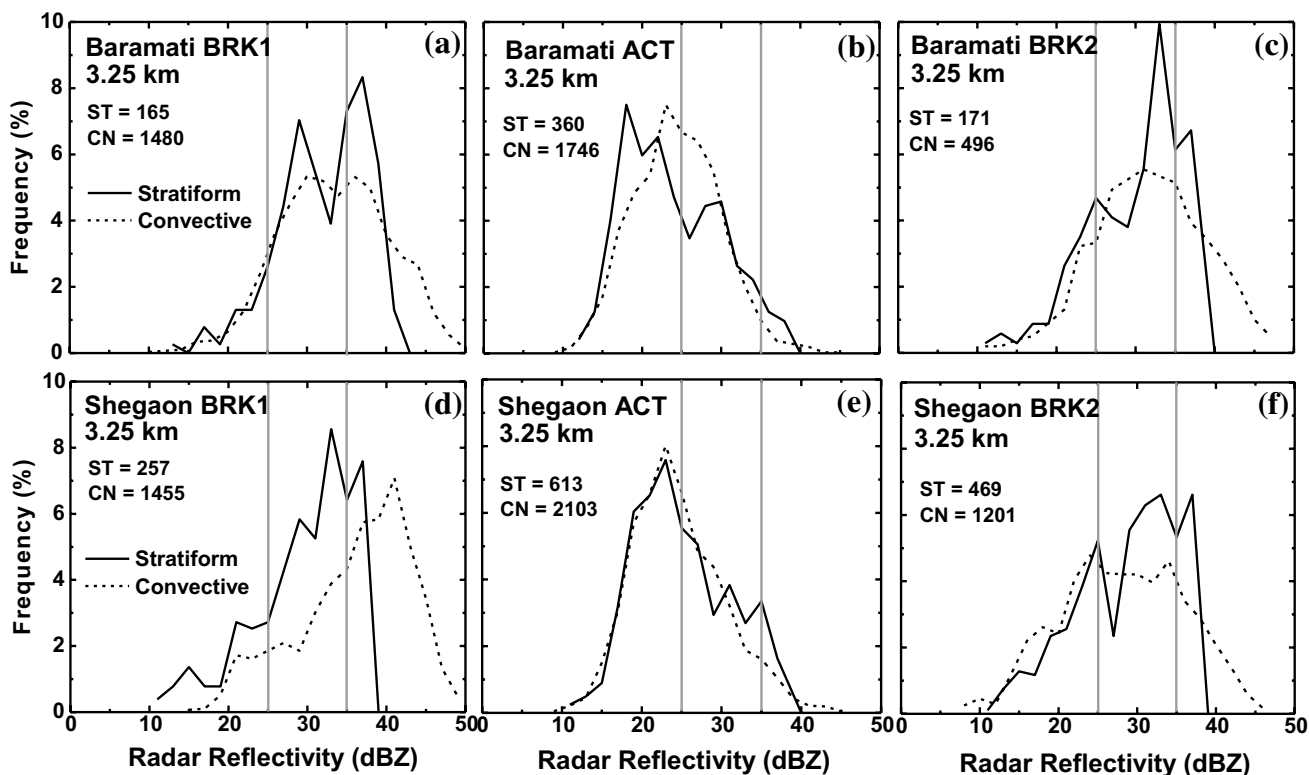 Baramati BRK1
3.25 km
(a)
ST = 165
CN = 1480
Stratiform
Convective
Baramati ACT
3.25 km
(b)
ST = 360
CN = 1746
Baramati BRK2
3.25 km
(c)
ST = 171
CN = 496
10
8
6
4
2
0
Frequency (%)
Shegaon BRK1
3.25 km
(d)
ST = 257
CN = 1455
Stratiform
Convective
Shegaon ACT
3.25 km
(e)
ST = 613
CN = 2103
Shegaon BRK2
3.25 km
(f)
ST = 469
CN = 1201
8
6
4
2
0
Frequency (%)
0 10 20 30 40 50
0 10 20 30 40 50
0 10 20 30 40 50
Radar Reflectivity (dBZ)
Radar Reflectivity (dBZ)
Radar Reflectivity (dBZ)